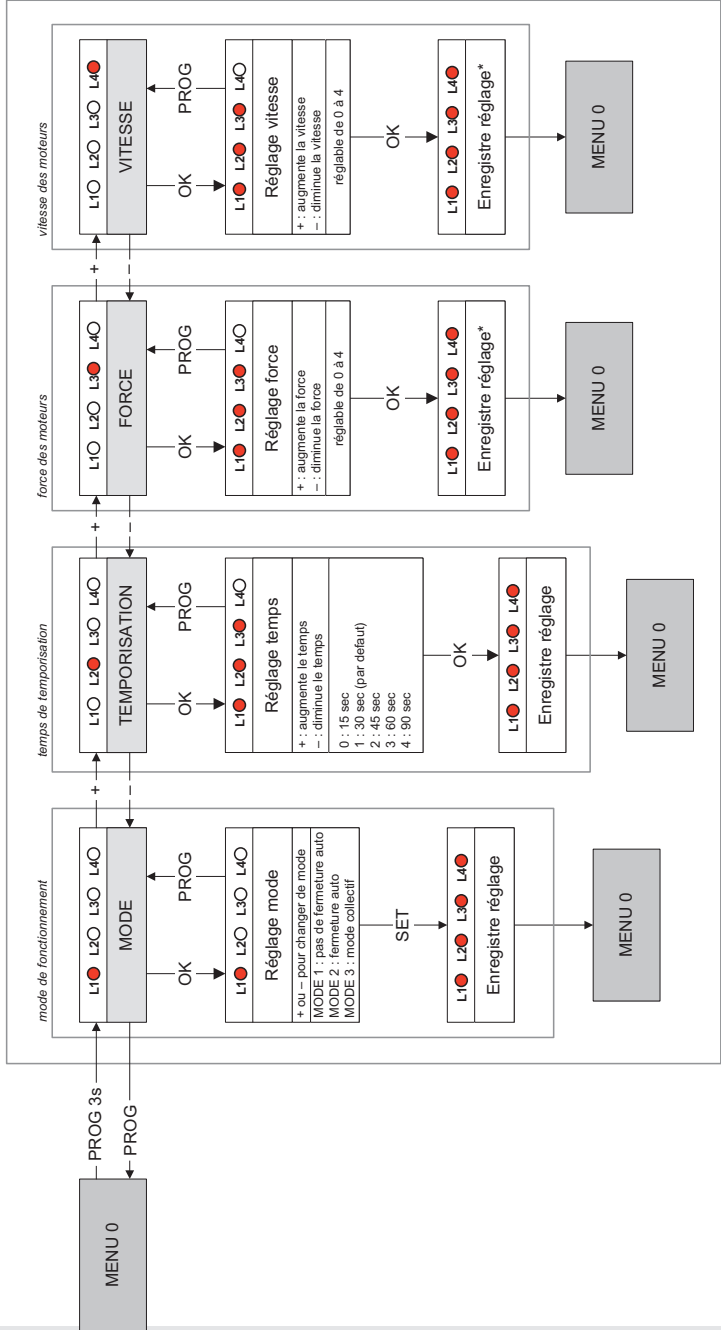 MENU 0
PROG 3s
PROG
mode de fonctionnement
L1 L2 L3 L4
MODE
OK
PROG
L1 L2 L3 L4
Réglage mode
+ ou – pour changer de mode
MODE 1 : pas de fermeture auto
MODE 2 : fermeture auto
MODE 3 : mode collectif
SET
L1 L2 L3 L4
Enregistre réglage
MENU 0
+
–
temps de temporisation
L1 L2 L3 L4
TEMPORISATION
OK
PROG
L1 L2 L3 L4
Réglage temps
+ : augmente le temps
– : diminue le temps
0 : 15 sec
1 : 30 sec (par defaut)
2 : 45 sec
3 : 60 sec
4 : 90 sec
OK
L1 L2 L3 L4
Enregistre réglage
MENU 0
+
–
force des moteurs
L1 L2 L3 L4
FORCE
OK
PROG
L1 L2 L3 L4
Réglage force
+ : augmente la force
– : diminue la force
réglable de 0 à 4
OK
L1 L2 L3 L4
Enregistre réglage*
MENU 0
+
–
vitesse des moteurs
L1 L2 L3 L4
VITESSE
OK
PROG
L1 L2 L3 L4
Réglage vitesse
+ : augmente la vitesse
– : diminue la vitesse
réglable de 0 à 4
OK
L1 L2 L3 L4
Enregistre réglage*
MENU 0